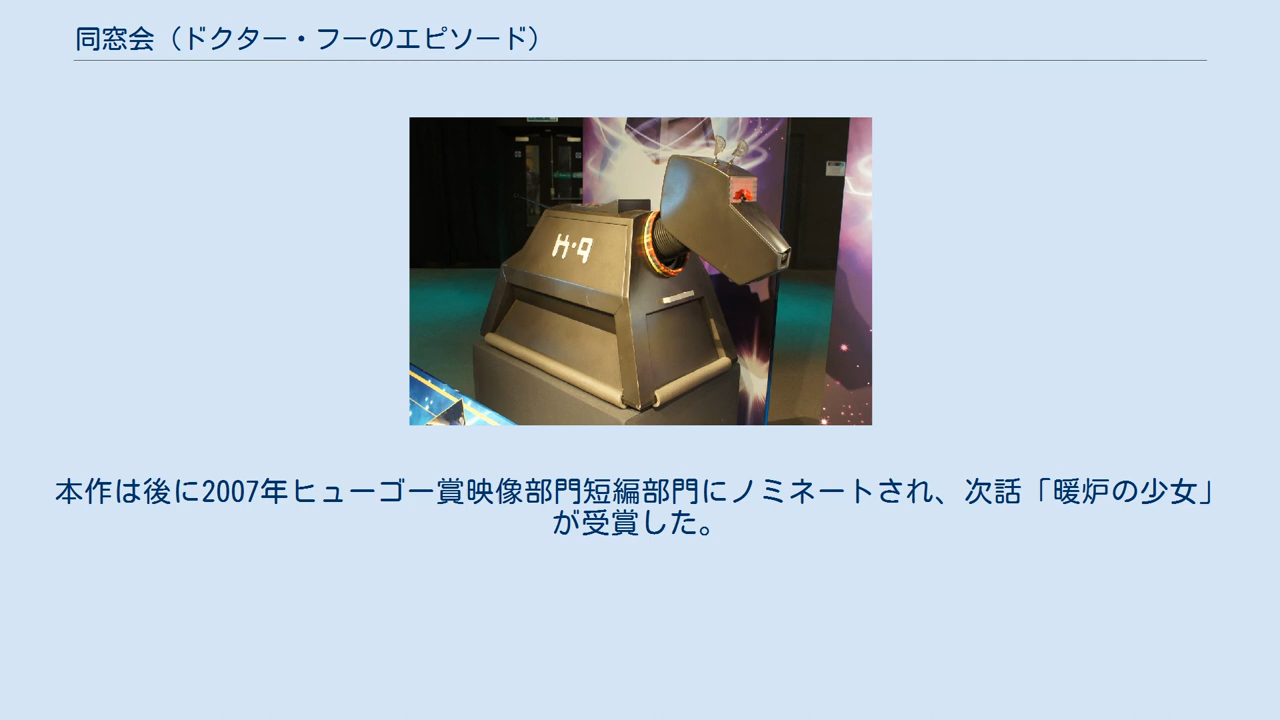 同窓会（ドクター・フーのエピソード）
K·9
本作は後に2007年ヒューゴー賞映像部門短編部門にノミネートされ、次話「暖炉の少女」
が受賞した。